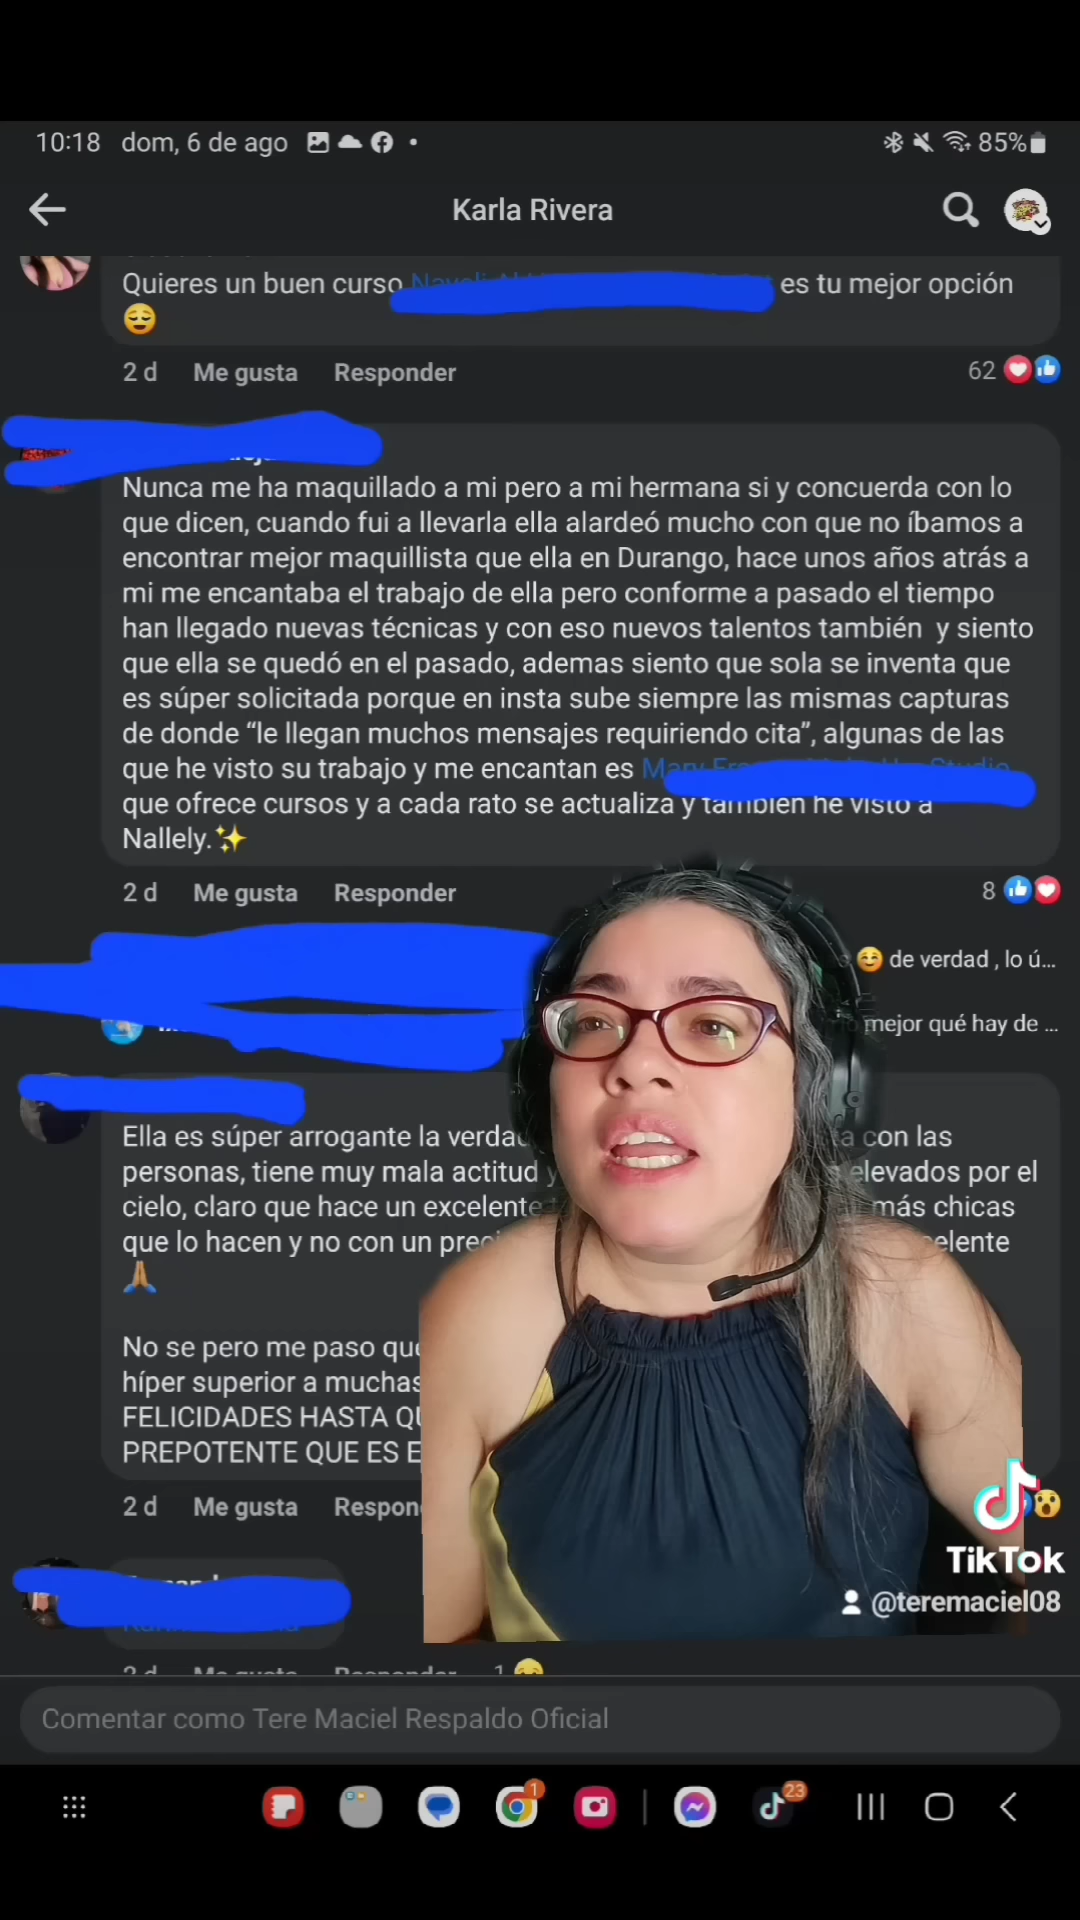 10:18 dom, 6 de ago 85%
Karla Rivera
Quieres un buen curso es tu mejor opción
😌
2 d Me gusta Responder 62
Nunca me ha maquillado a mi pero a mi hermana si y concuerda con lo
que dicen, cuando fui a llevarla ella alardeó mucho con que no íbamos a
encontrar mejor maquillista que ella en Durango, hace unos años atrás a
mi me encantaba el trabajo de ella pero conforme a pasado el tiempo
han llegado nuevas técnicas y con eso nuevos talentos también y siento
que ella se quedó en el pasado, ademas siento que sola se inventa que
es súper solicitada porque en insta sube siempre las mismas capturas
de donde “le llegan muchos mensajes requiriendo cita”, algunas de las
que he visto su trabajo y me encantan es
que ofrece cursos y a cada rato se actualiza y también he visto a
Nallely.✨
2 d Me gusta Responder 8
☺️ de verdad , lo ú...
mejor qué hay de ...
Ella es súper arrogante la con las
personas, tiene muy mala actitud y elevados por el
cielo, claro que hace un excelente más chicas
que lo hacen y no con un
🙏🏽
No se pero me paso
híper superior a muchas
FELICIDADES HASTA
PREPOTENTE QUE ES
2 d Me gusta
TikTok
@teremaciel08
2 d Me gusta Responder 1
Comentar como Tere Maciel Respaldo Oficial
1 23